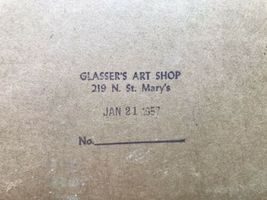 GLASSER'S ART SHOP
219 N. St. Mary's
JAN 21 1957
No.